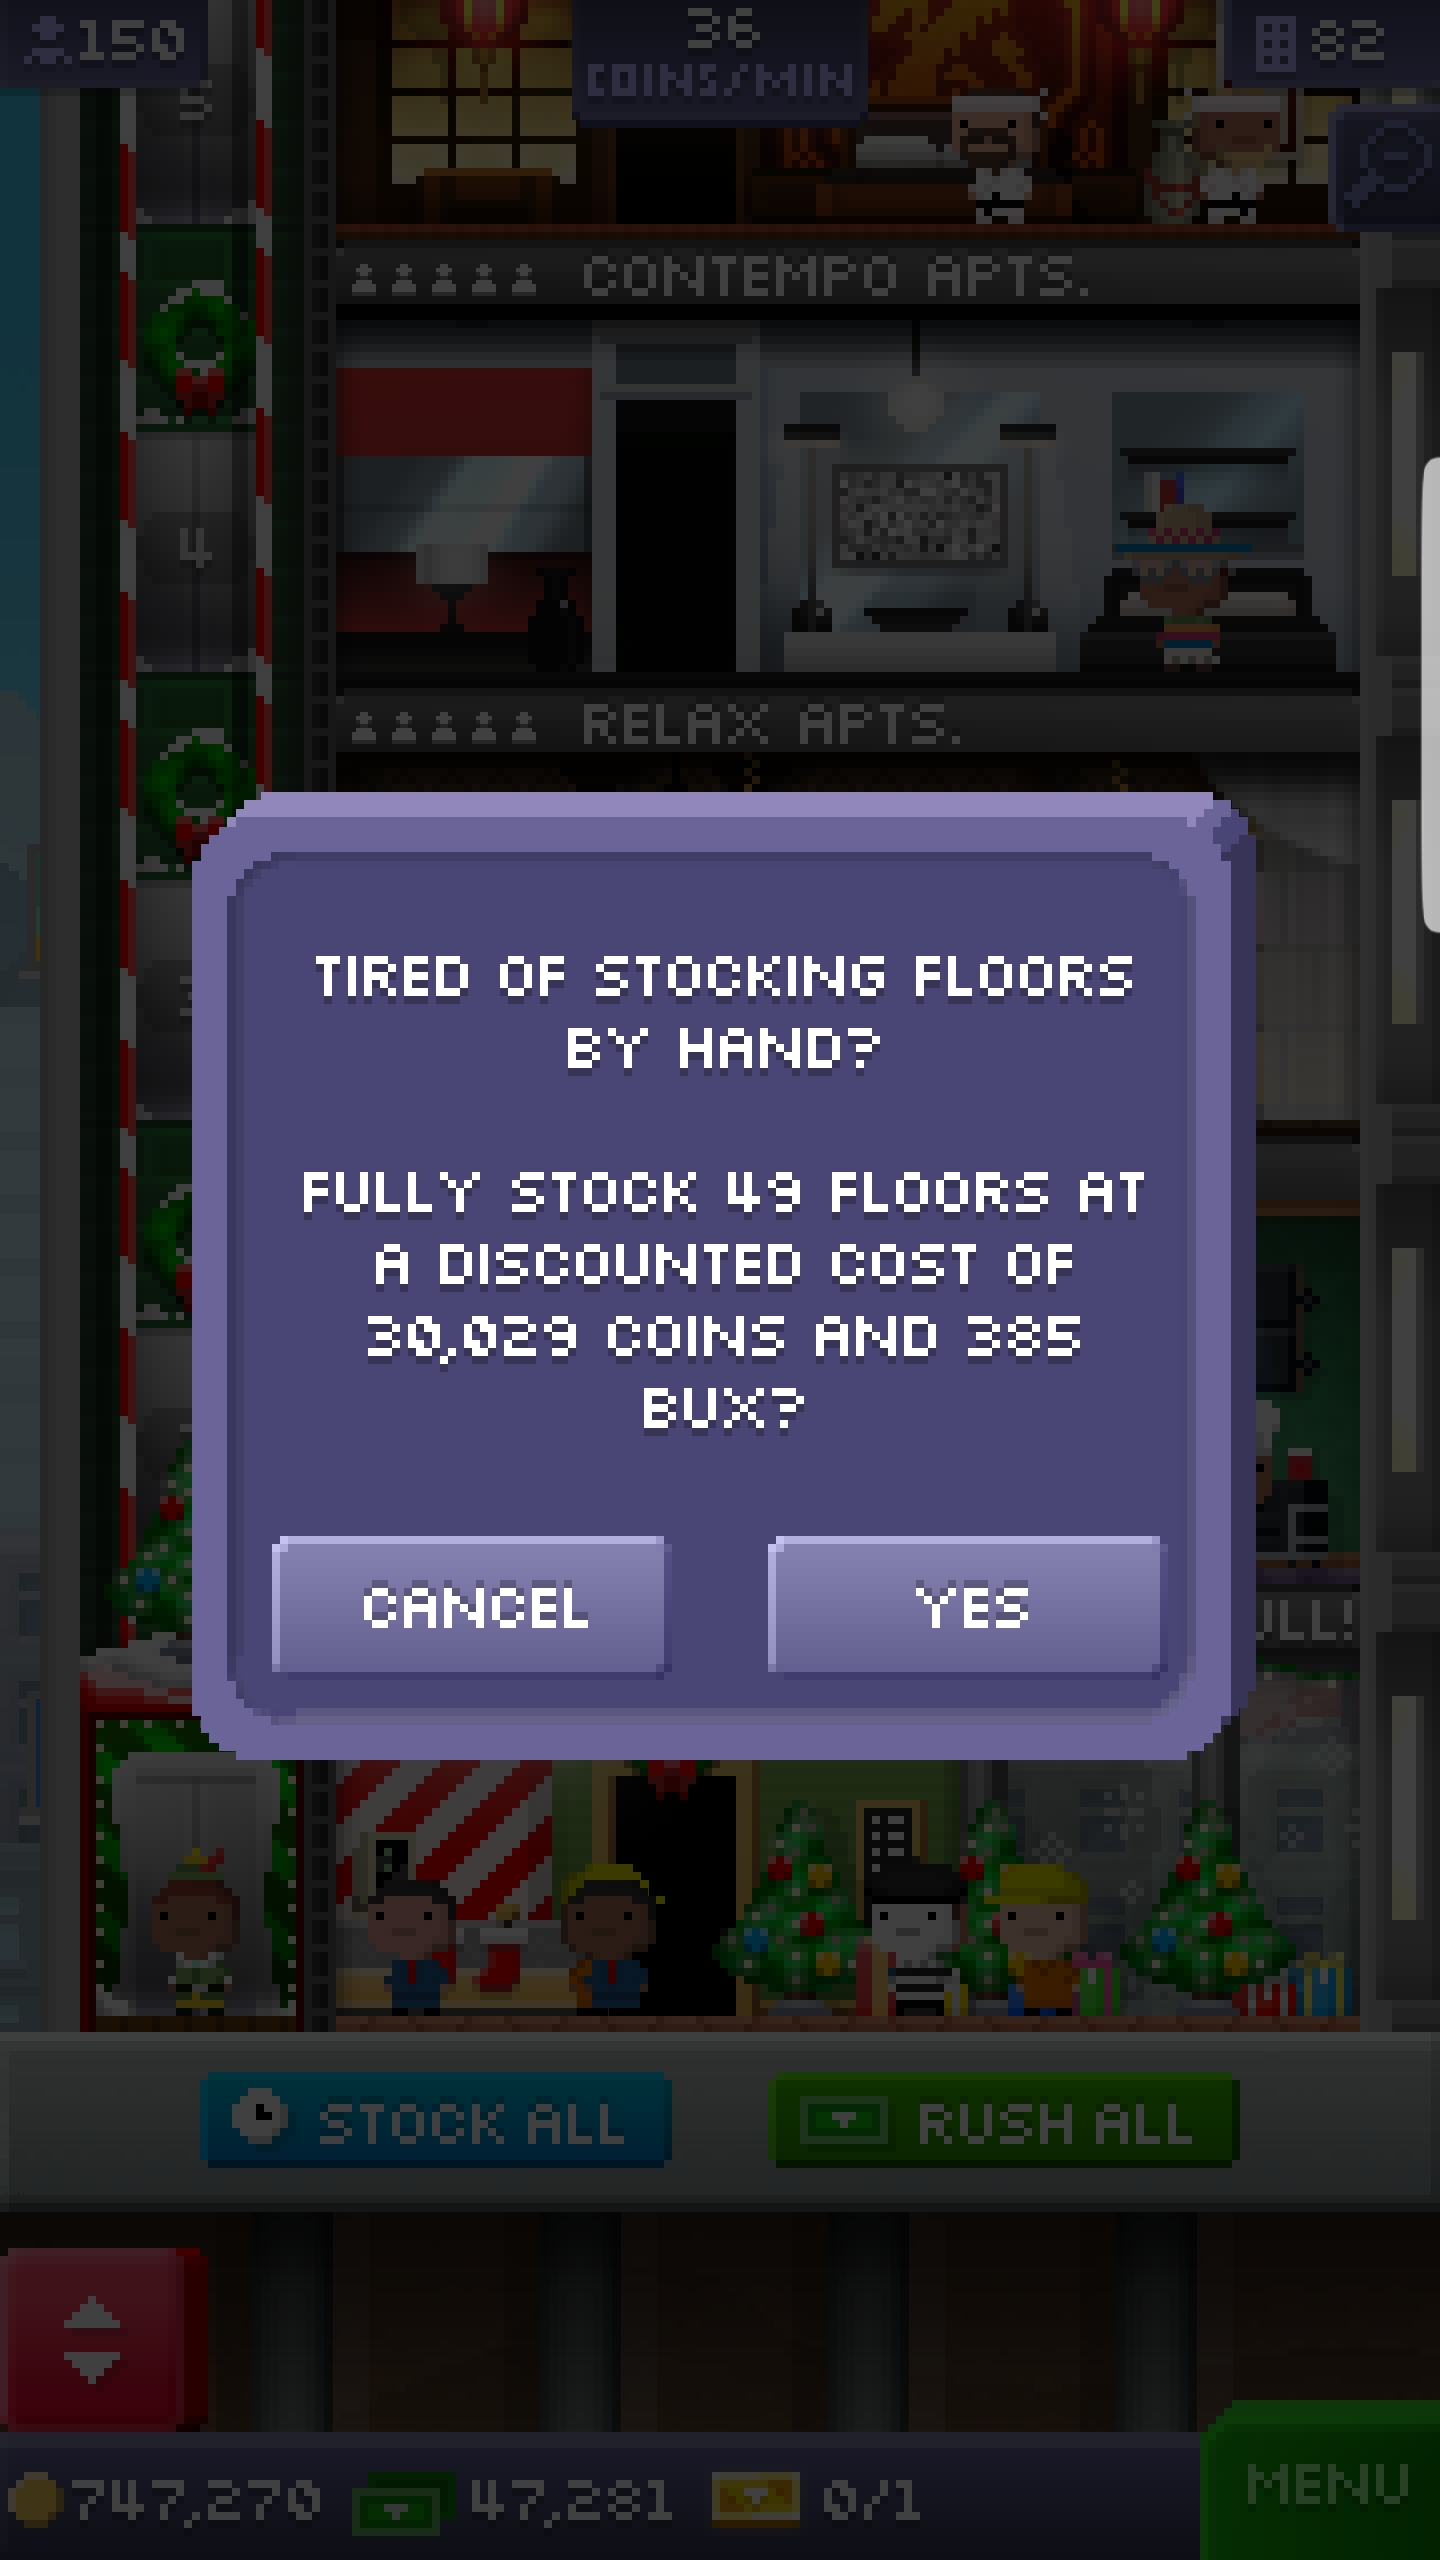 150
36
COINS/MIN
82
5
CONTEMPO APTS.
4
RELAX APTS.
TIRED OF STOCKING FLOORS
BY HAND?
FULLY STOCK 49 FLOORS AT
A DISCOUNTED COST OF
30,029 COINS AND 385
BUX?
CANCEL
YES
STOCK ALL
RUSH ALL
747,270
47,281
0/1
MENU